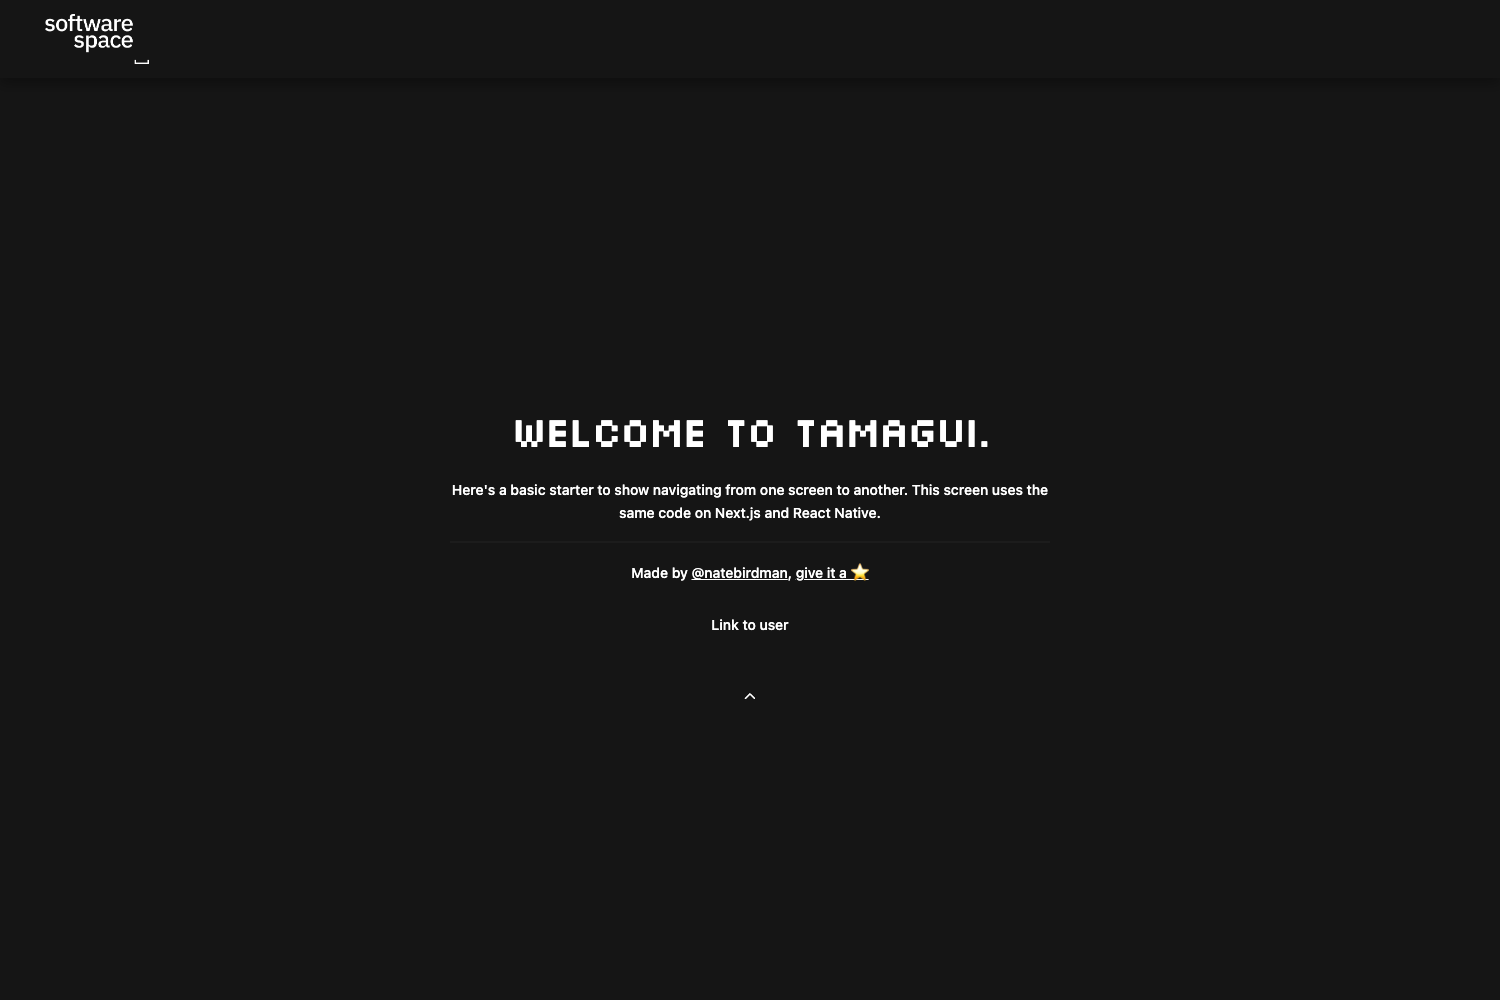 software
space
WELCOME TO TAMAGUI.
Here's a basic starter to show navigating from one screen to another. This screen uses the
same code on Next.js and React Native.
Made by @natebirdman, give it a ⭐
Link to user